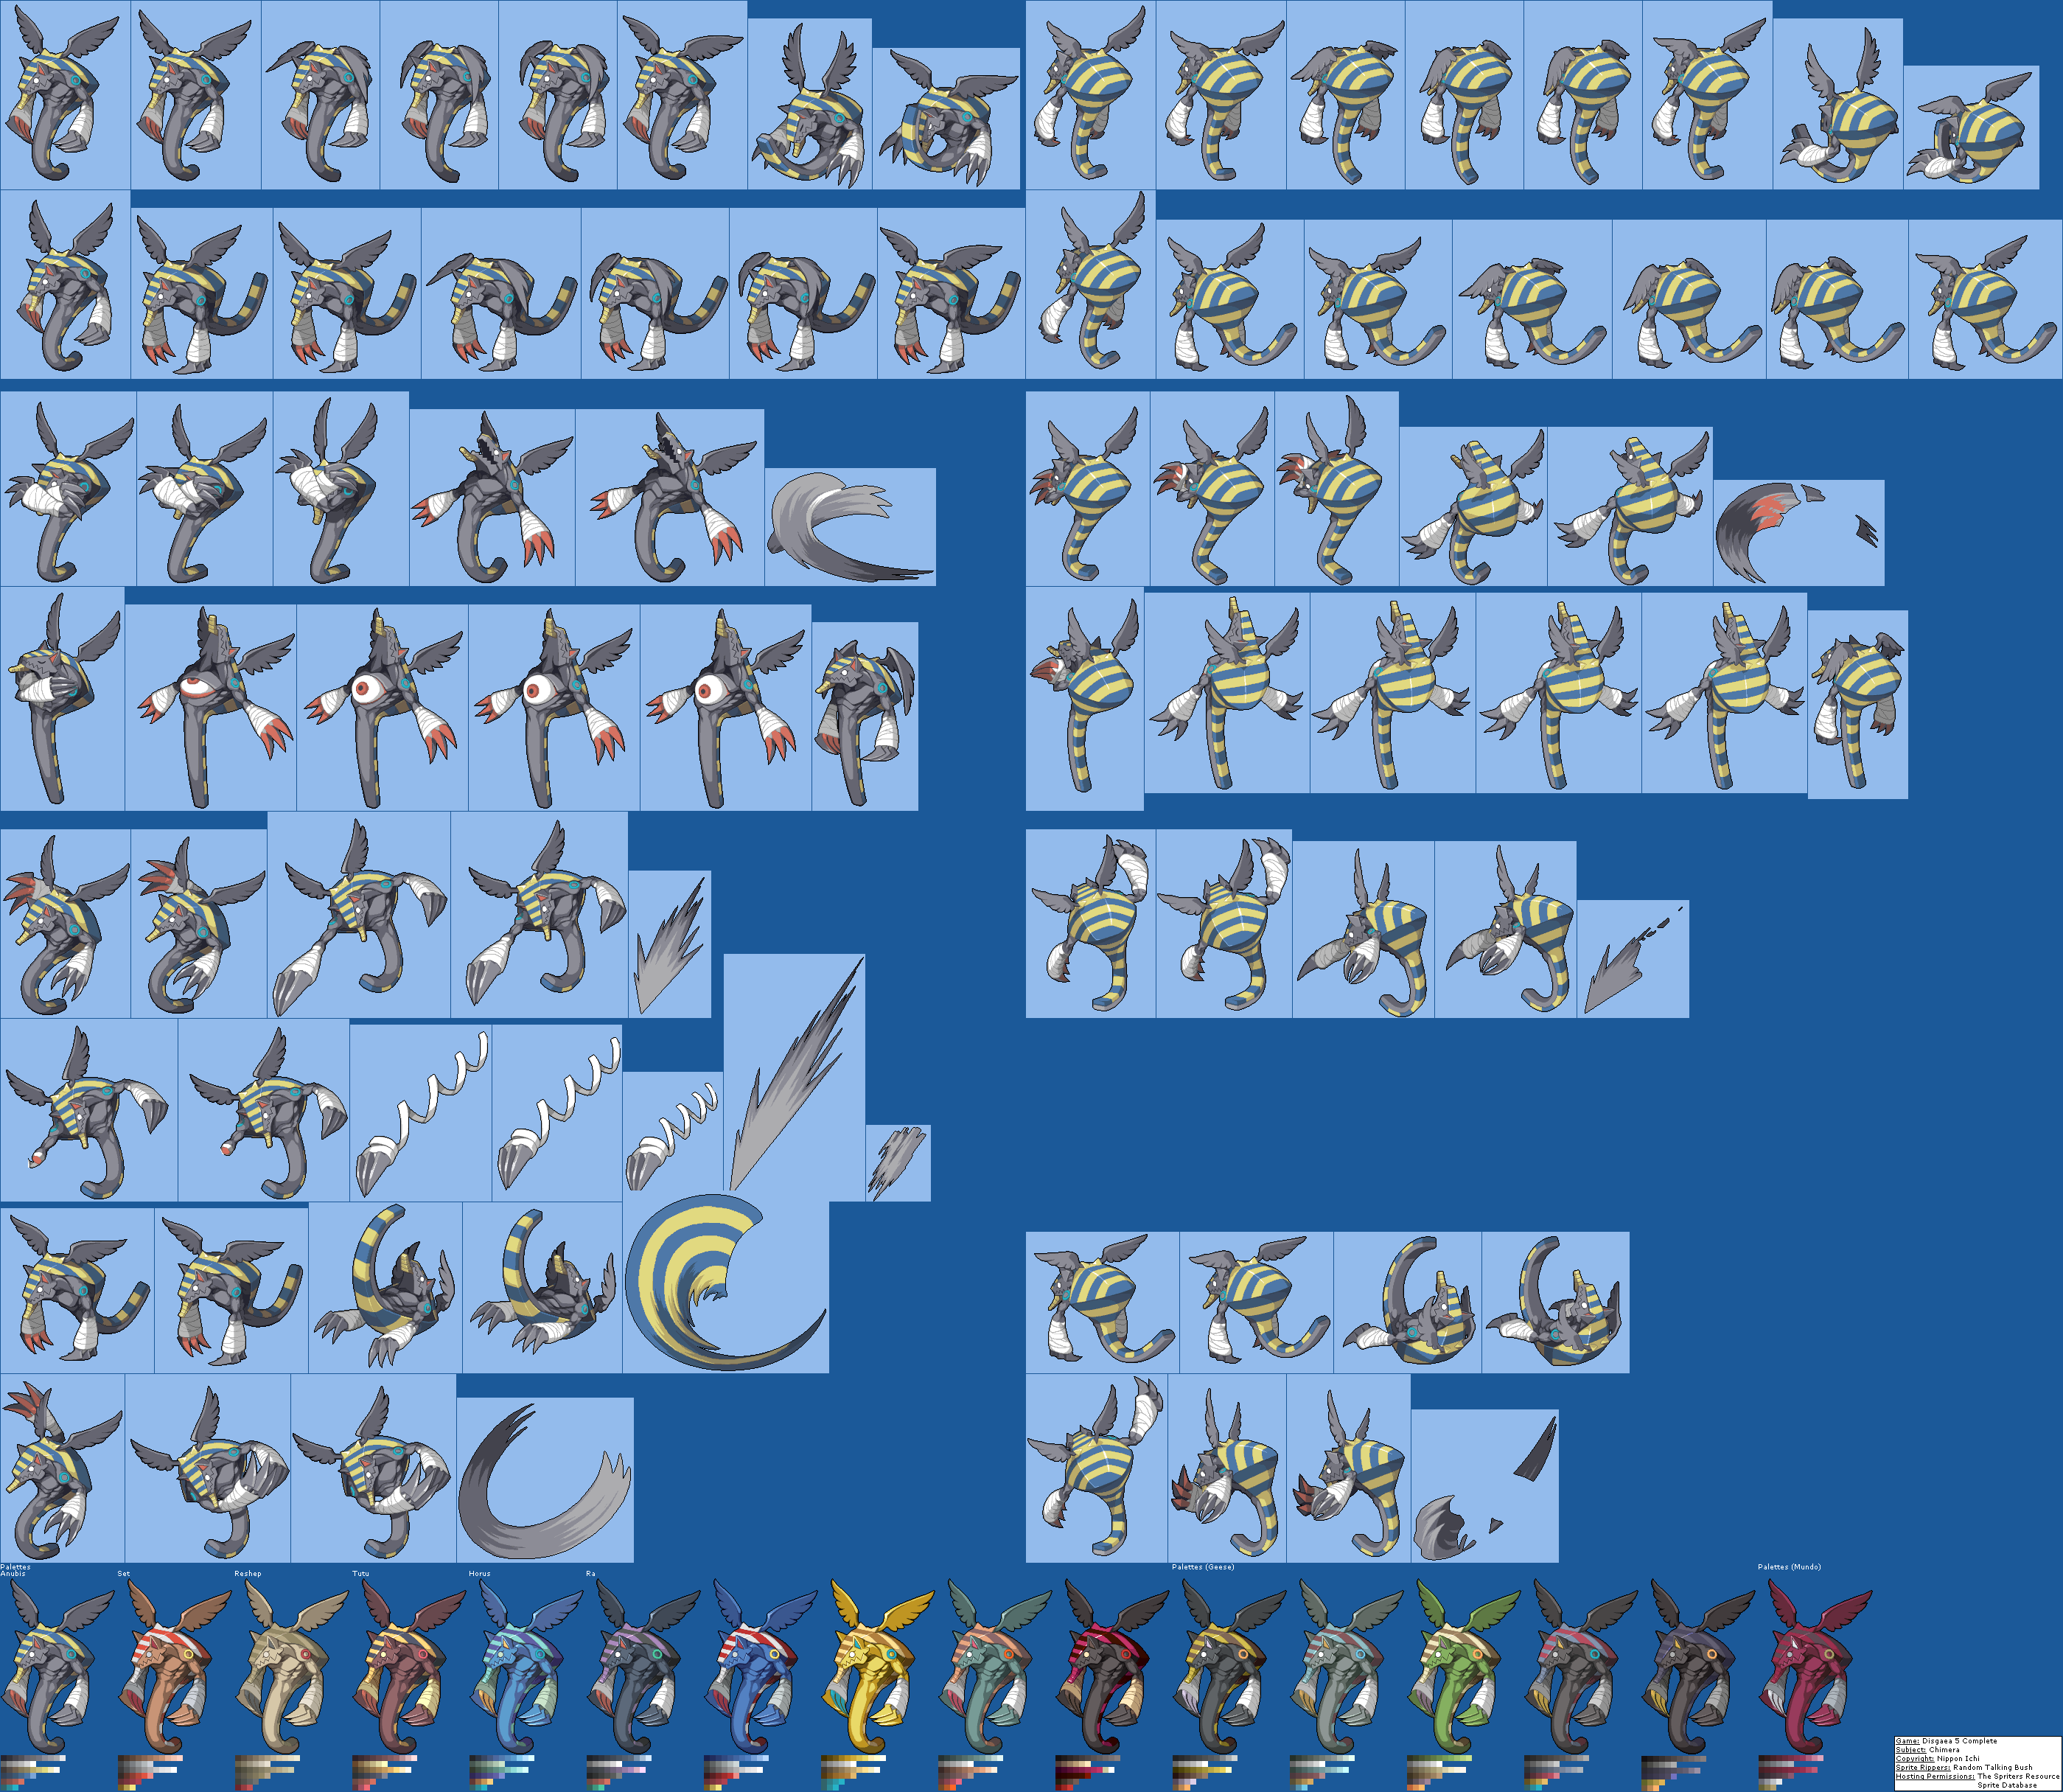 Palettes
Palettes (Geese)
Palettes (Mundo)
Anubis
Set
Reshep
Tutu
Horus
Ra
Game: Disgaea 5 Complete
Subject: Chimera
Copyright: Nippon Ichi
Sprite Rippers: Random Talking Bush
Hosting Permissions: The Spriters Resource
Sprite Database